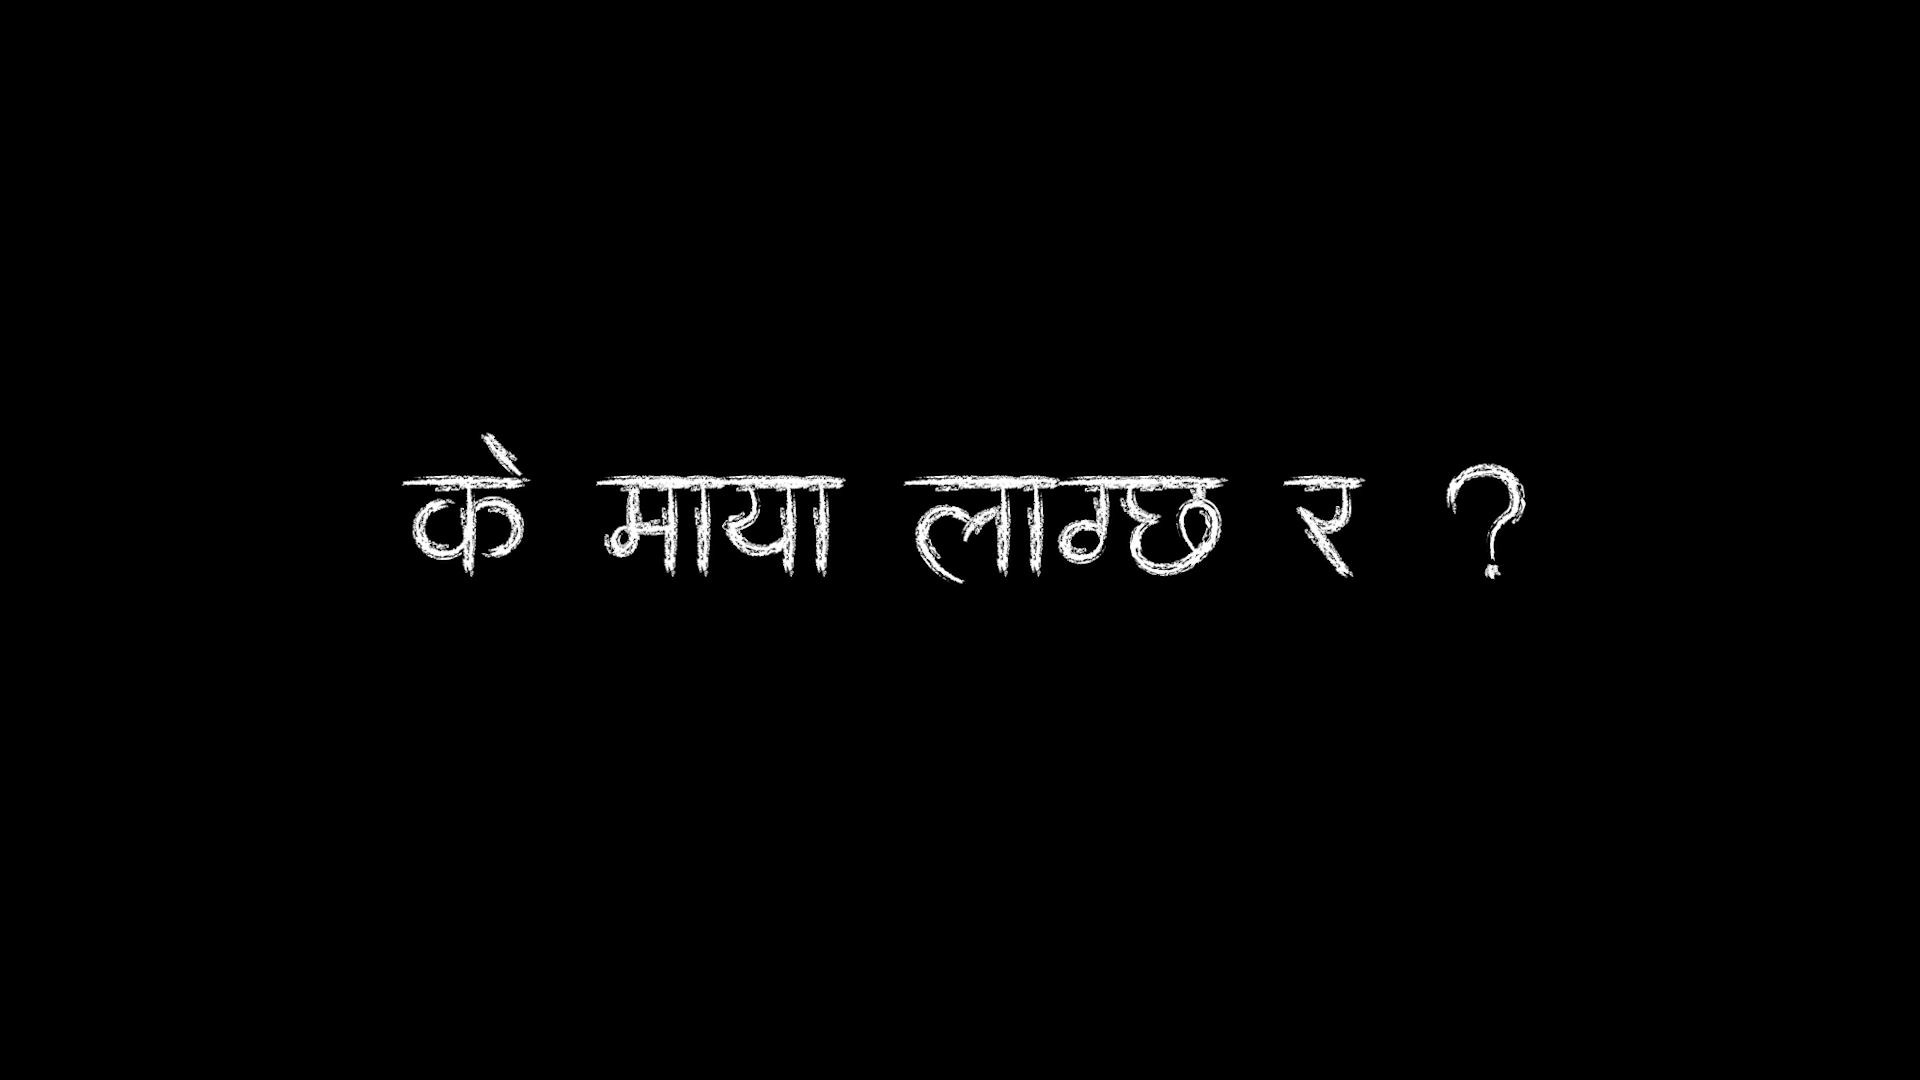 के माया लाग्छ र ?